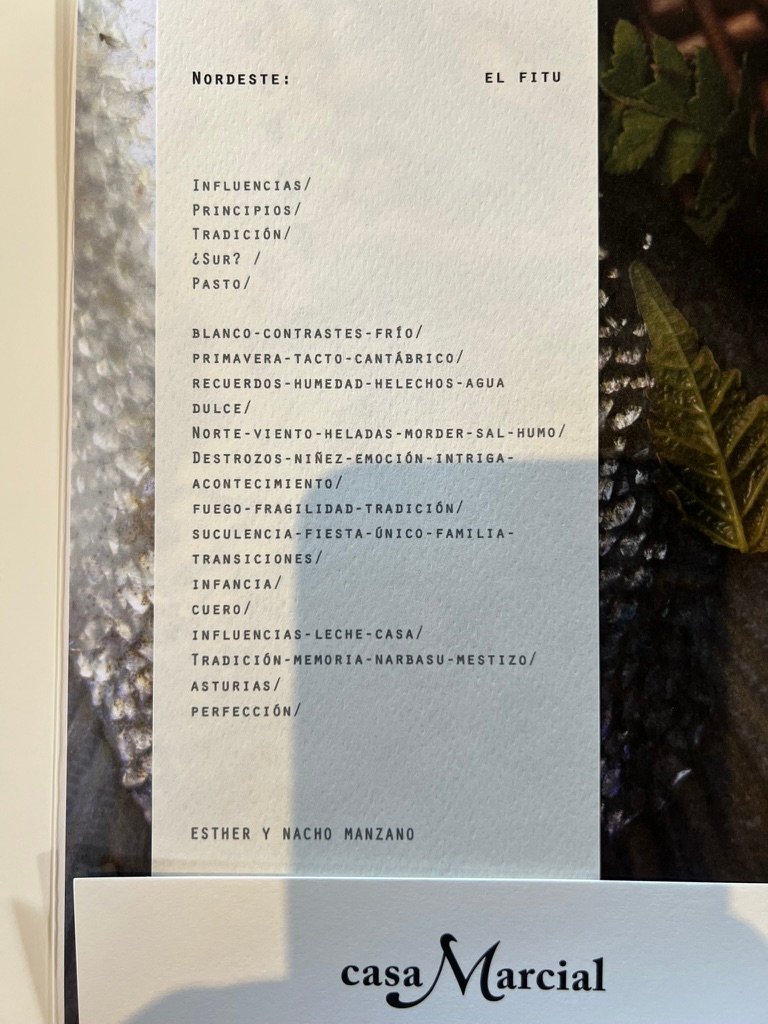 Nordeste: EL FITU
Influencias/
Principios/
Tradición/
¿Sur? /
Pasto/
BLANCO-CONTRASTES-FRÍO/
PRIMAVERA-TACTO-CANTÁBRICO/
RECUERDOS-HUMEDAD-HELECHOS-AGUA
DULCE/
Norte-VIENTO-HELADAS-MORDER-SAL-HUMO/
Destrozos-NIÑEZ-EMOCIÓN-INTRIGA-
ACONTECIMIENTO/
FUEGO-FRAGILIDAD-TRADICIÓN/
SUCULENCIA-FIESTA-ÚNICO-FAMILIA-
TRANSICIONES/
INFANCIA/
CUERO/
INFLUENCIAS-LECHE-CASA/
Tradición-MEMORIA-NARBASU-MESTIZO/
ASTURIAS/
PERFECCIÓN/
ESTHER Y NACHO MANZANO
casa Marcial